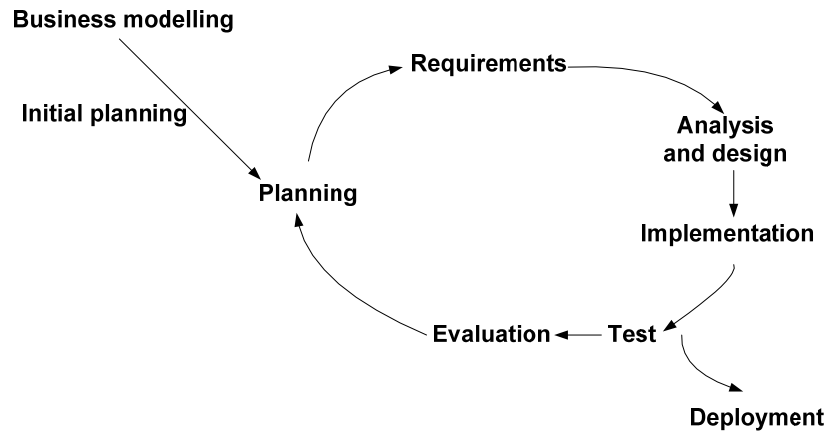 Business modelling
Initial planning
Planning
Requirements
Analysis
and design
Implementation
Test
Evaluation
Deployment